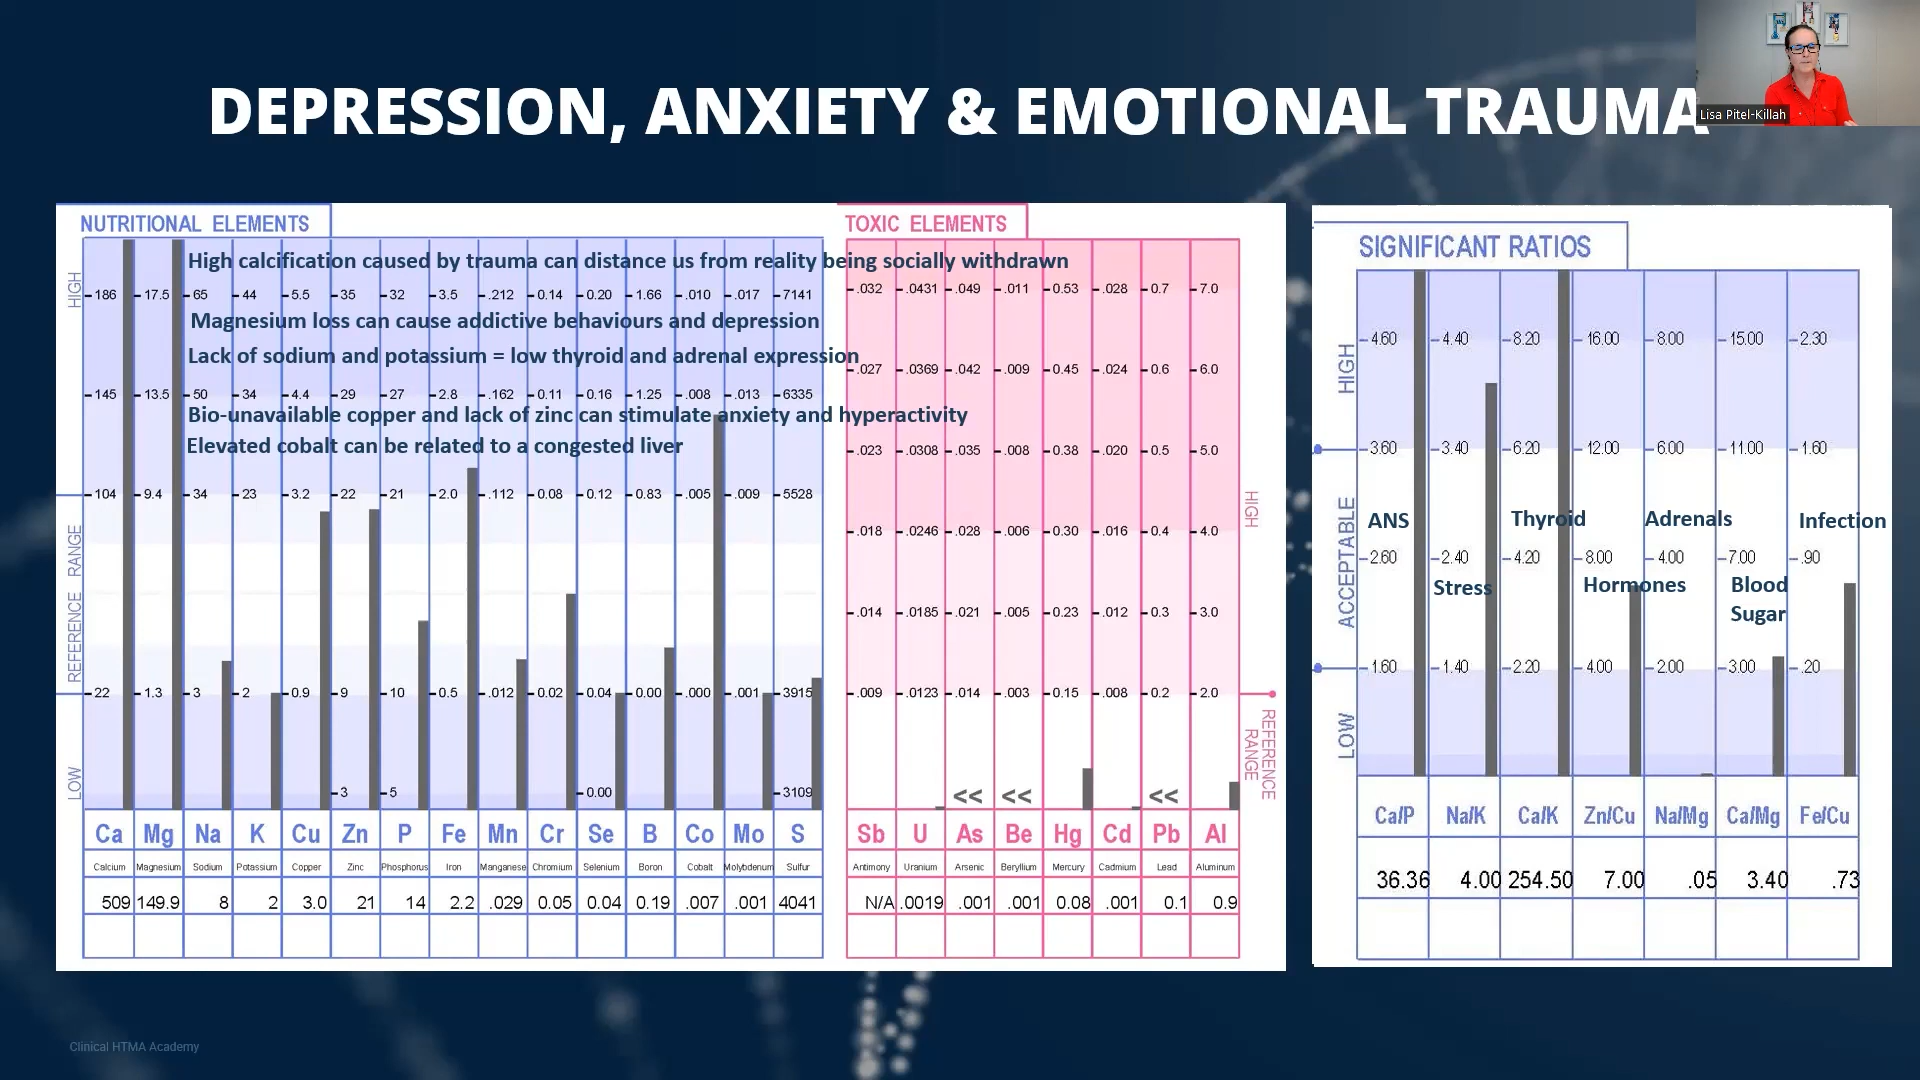 DEPRESSION, ANXIETY & EMOTIONAL TRAUMA
Lisa Pitel-Killah
NUTRITIONAL ELEMENTS
High calcification caused by trauma can distance us from reality being socially withdrawn
HIGH
186 17.5 65 44 5.5 35 32 3.5 .212 0.14 0.20 1.66 .010 .017 7141
Magnesium loss can cause addictive behaviours and depression
Lack of sodium and potassium = low thyroid and adrenal expression
145 13.5 50 34 4.4 29 27 2.8 .162 0.11 0.16 1.25 .008 .013 6335
Bio-unavailable copper and lack of zinc can stimulate anxiety and hyperactivity
Elevated cobalt can be related to a congested liver
104 9.4 34 23 3.2 22 21 2.0 .112 0.08 0.12 0.83 .005 .009 5528
REFERENCE RANGE
22 1.3 3 2 0.9 9 10 0.5 .012 0.02 0.04 0.00 .000 .001 3915
LOW
3 5 0.00 3109
Ca Mg Na K Cu Zn P Fe Mn Cr Se B Co Mo S
Calcium Magnesium Sodium Potassium Copper Zinc Phosphorus Iron Manganese Chromium Selenium Boron Cobalt Molybdenum Sulfur
509 149.9 8 2 3.0 21 14 2.2 .029 0.05 0.04 0.19 .007 .001 4041
TOXIC ELEMENTS
.032 .0431 .049 .011 0.53 .028 0.7 7.0
.027 .0369 .042 .009 0.45 .024 0.6 6.0
.023 .0308 .035 .008 0.38 .020 0.5 5.0
HIGH
.018 .0246 .028 .006 0.30 .016 0.4 4.0
.014 .0185 .021 .005 0.23 .012 0.3 3.0
.009 .0123 .014 .003 0.15 .008 0.2 2.0
REFERENCE
RANGE
<< << <<
Sb U As Be Hg Cd Pb Al
Antimony Uranium Arsenic Beryllium Mercury Cadmium Lead Aluminum
N/A .0019 .001 .001 0.08 .001 0.1 0.9
SIGNIFICANT RATIOS
HIGH
4.60 4.40 8.20 16.00 8.00 15.00 2.30
3.60 3.40 6.20 12.00 6.00 11.00 1.60
ACCEPTABLE
ANS Thyroid Adrenals Infection
2.60 2.40 4.20 8.00 4.00 7.00 .90
Stress Hormones Blood
Sugar
1.60 1.40 2.20 4.00 2.00 3.00 .20
LOW
Ca/P Na/K Ca/K Zn/Cu Na/Mg Ca/Mg Fe/Cu
36.36 4.00 254.50 7.00 .05 3.40 .73
Clinical HTMA Academy